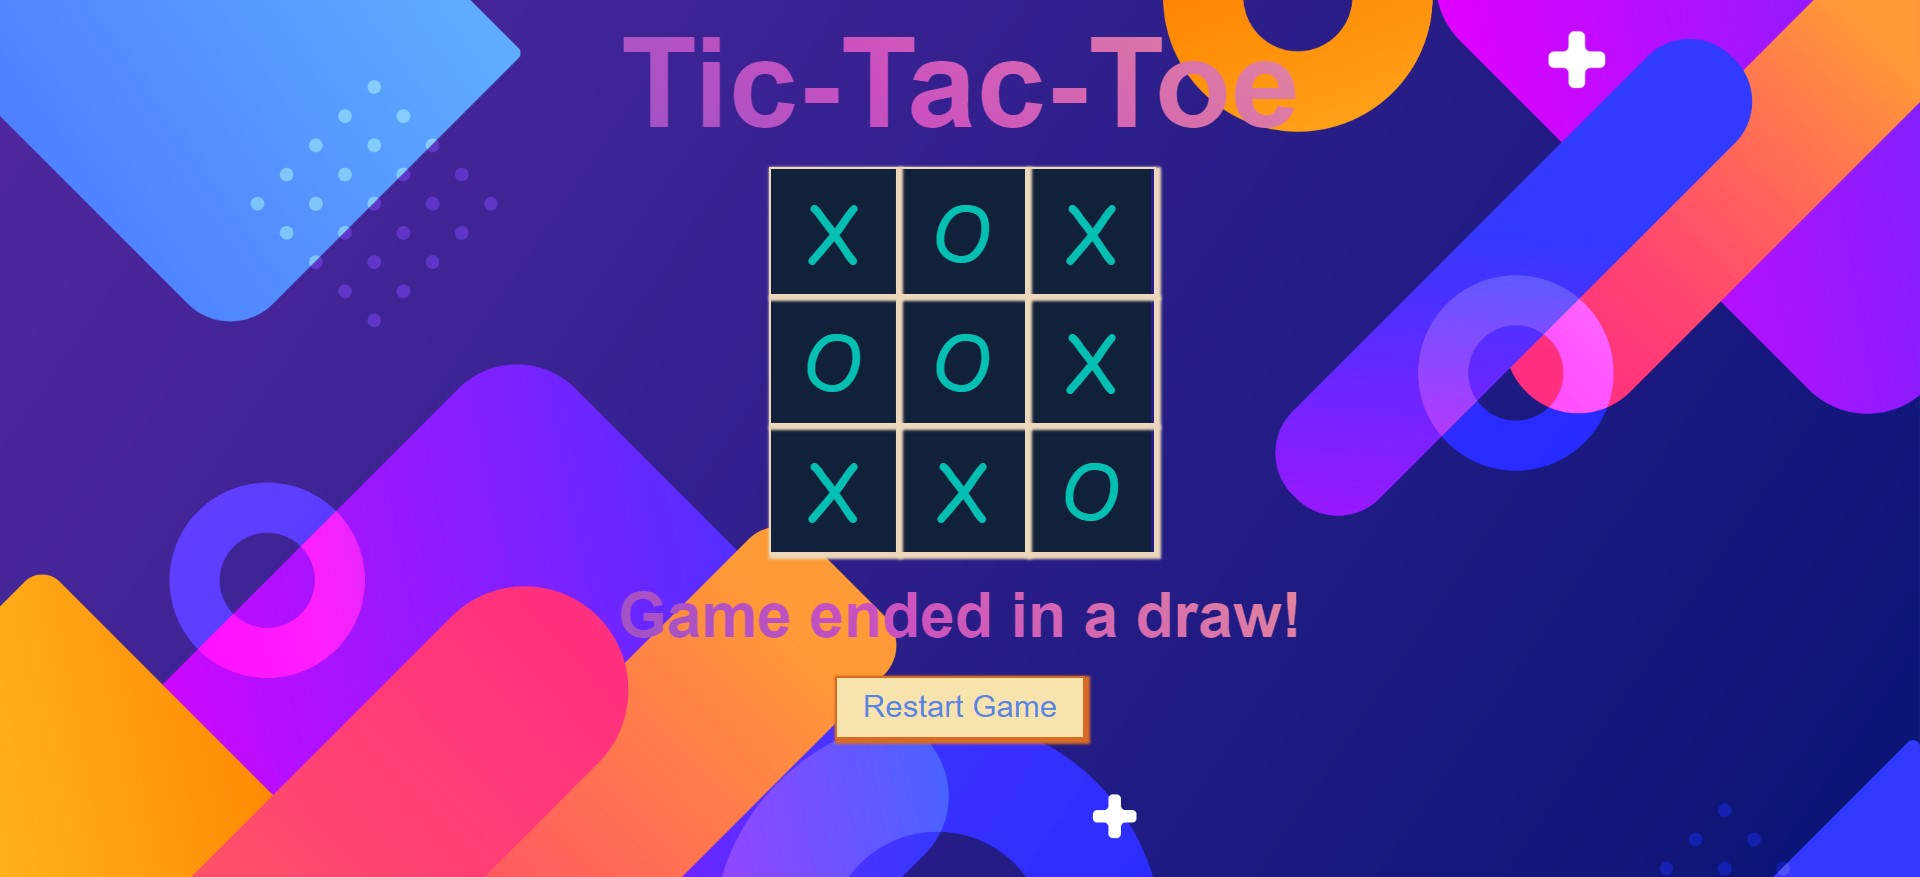 Tic-Tac-Toe
X O X
O O X
X X O
Game ended in a draw!
Restart Game